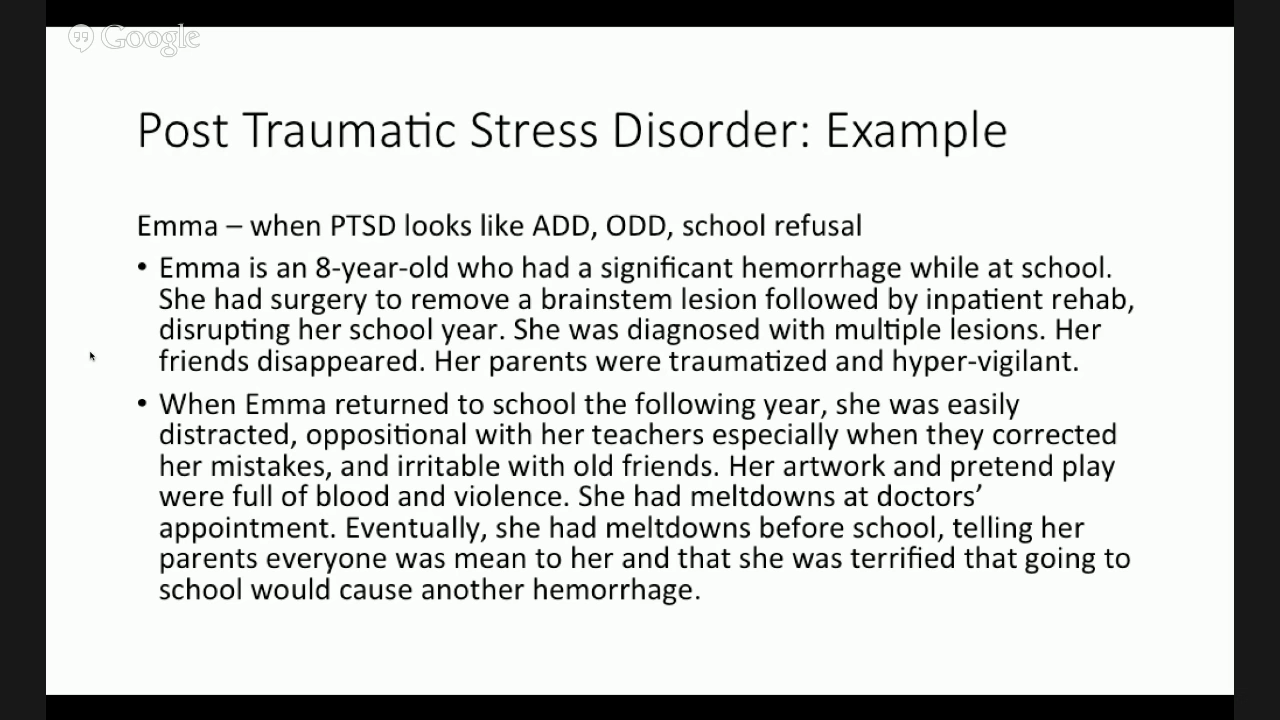 Google
Post Traumatic Stress Disorder: Example
Emma – when PTSD looks like ADD, ODD, school refusal
• Emma is an 8-year-old who had a significant hemorrhage while at school.
She had surgery to remove a brainstem lesion followed by inpatient rehab,
disrupting her school year. She was diagnosed with multiple lesions. Her
friends disappeared. Her parents were traumatized and hyper-vigilant.
• When Emma returned to school the following year, she was easily
distracted, oppositional with her teachers especially when they corrected
her mistakes, and irritable with old friends. Her artwork and pretend play
were full of blood and violence. She had meltdowns at doctors’
appointment. Eventually, she had meltdowns before school, telling her
parents everyone was mean to her and that she was terrified that going to
school would cause another hemorrhage.